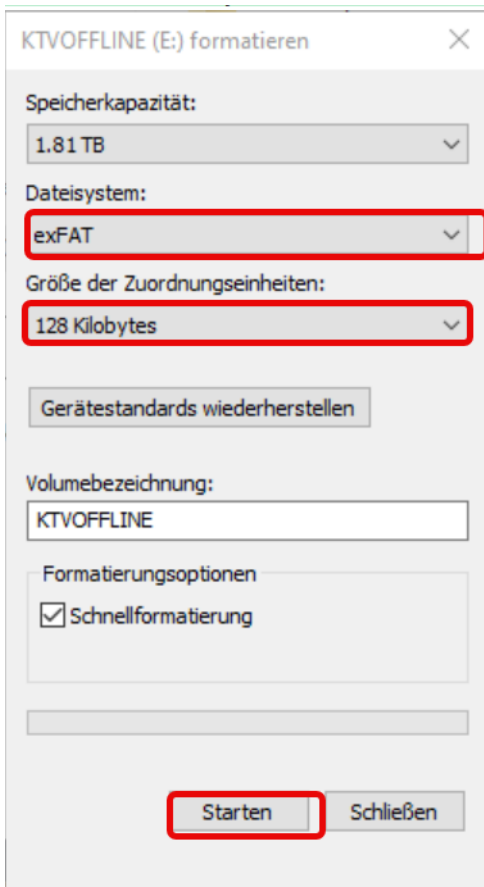 KTVOFFLINE (E:) formatieren
Speicherkapazität:
1.81 TB
Dateisystem:
exFAT
Größe der Zuordnungseinheiten:
128 Kilobytes
Gerätestandards wiederherstellen
Volumebezeichnung:
KTVOFFLINE
Formatierungsoptionen
Schnellformatierung
Starten Schließen